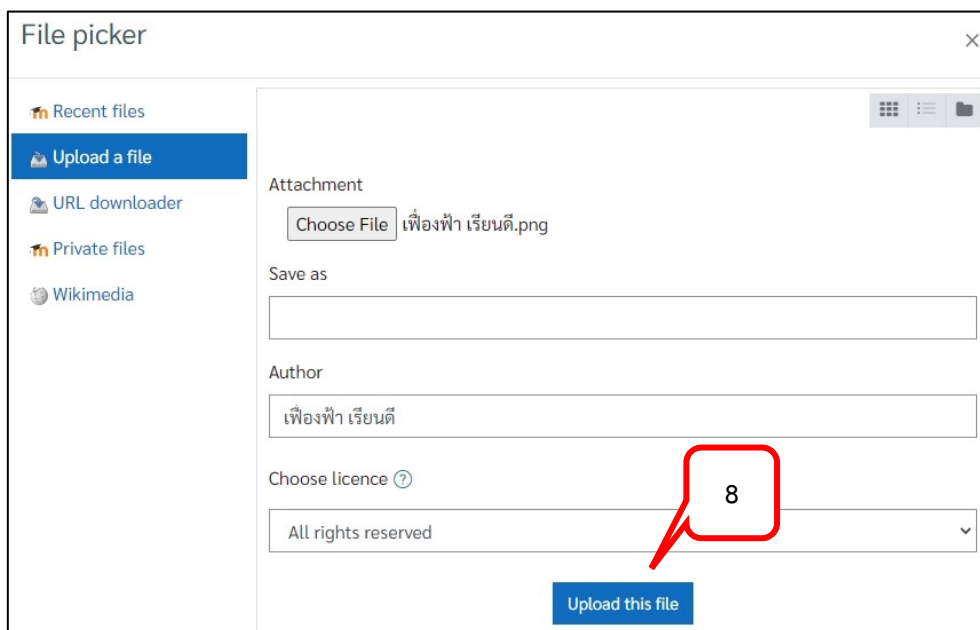 File picker
×
Recent files
Upload a file
URL downloader
Private files
Wikimedia
Attachment
Choose File เฟื่องฟ้า เรียนดี.png
Save as
Author
เฟื่องฟ้า เรียนดี
Choose licence ?
8
All rights reserved
Upload this file